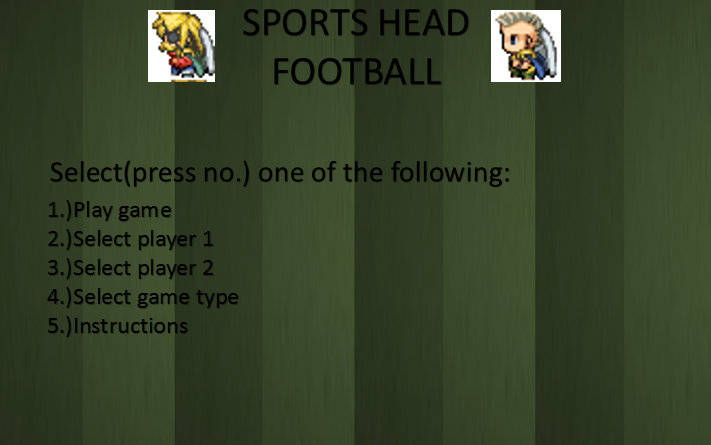 SPORTS HEAD
FOOTBALL
Select(press no.) one of the following:
1.)Play game
2.)Select player 1
3.)Select player 2
4.)Select game type
5.)Instructions